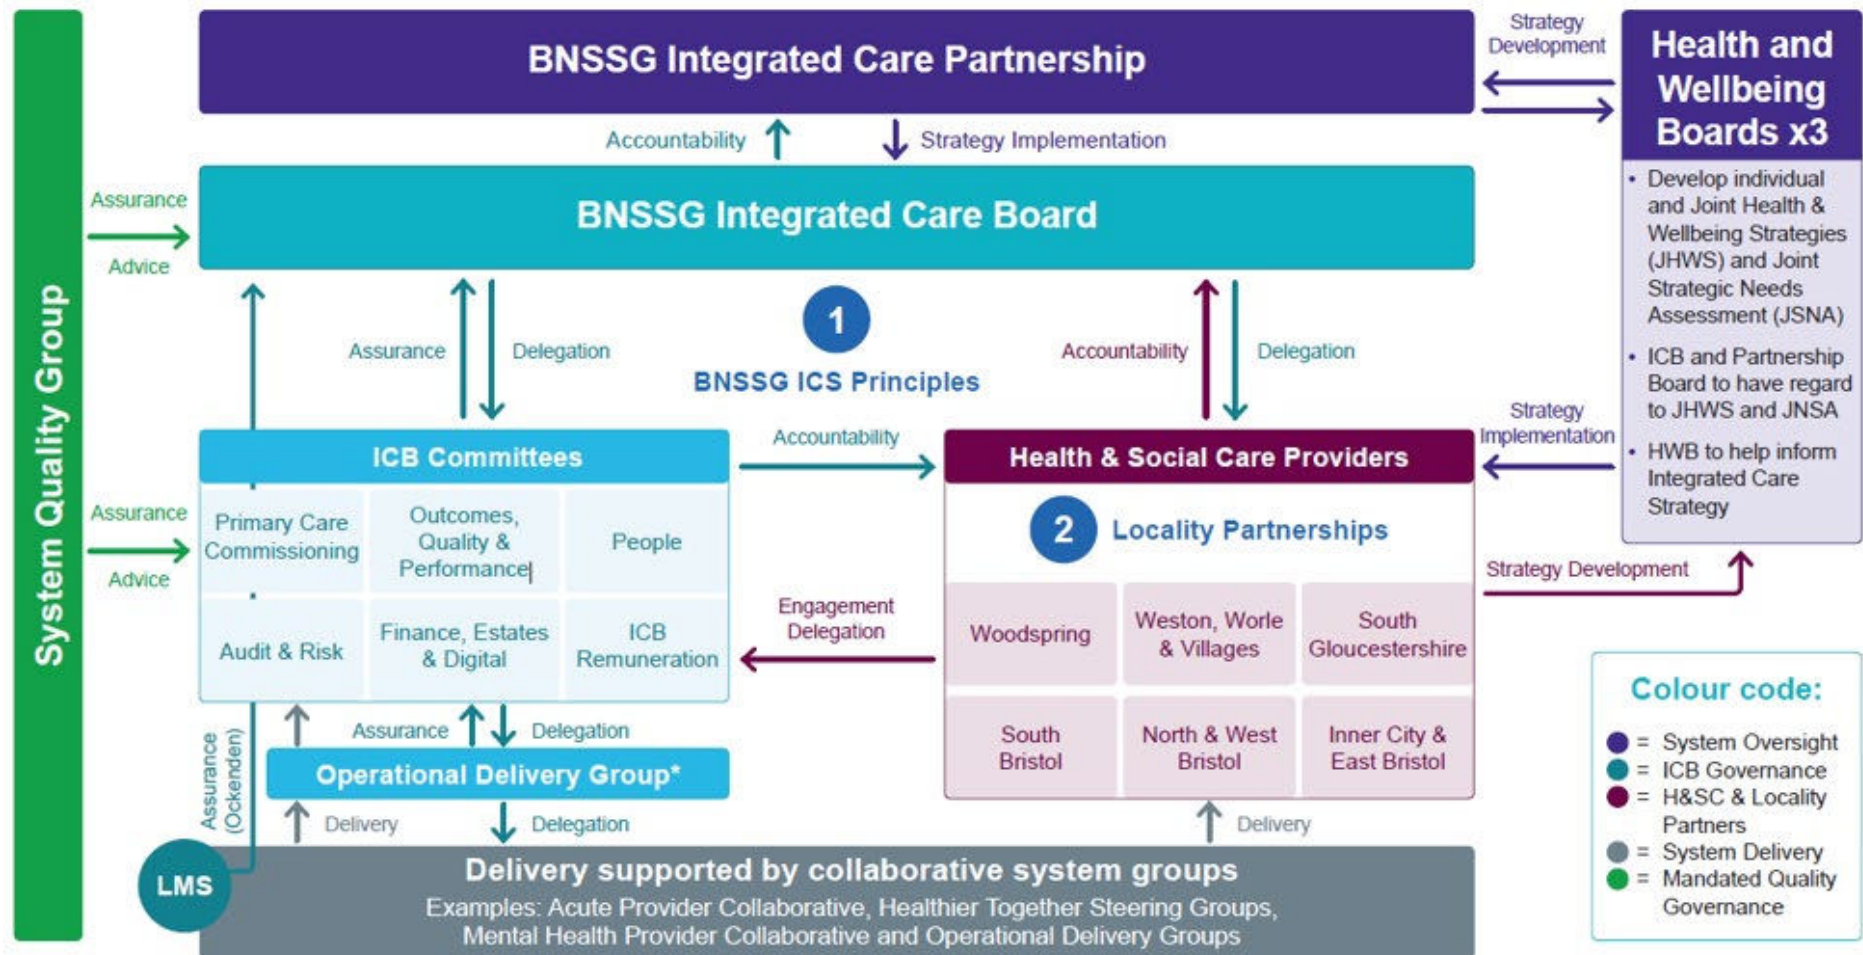 System Quality Group
BNSSG Integrated Care Partnership
Strategy
Development
Health and
Wellbeing
Boards x3
Accountability
Strategy Implementation
• Develop individual
and Joint Health &
Wellbeing Strategies
(JHWS) and Joint
Strategic Needs
Assessment (JSNA)
• ICB and Partnership
Board to have regard
to JHWS and JNSA
• HWB to help inform
Integrated Care
Strategy
Assurance
Advice
BNSSG Integrated Care Board
Assurance
Delegation
1
BNSSG ICS Principles
Accountability
Delegation
Strategy
Implementation
ICB Committees
Accountability
Health & Social Care Providers
Assurance
Advice
Primary Care
Commissioning
Outcomes,
Quality &
Performance
People
2 Locality Partnerships
Strategy Development
Audit & Risk
Finance, Estates
& Digital
ICB
Remuneration
Engagement
Delegation
Woodspring
Weston, Worle
& Villages
South
Gloucestershire
South
Bristol
North & West
Bristol
Inner City &
East Bristol
Assurance
(Ockenden)
Assurance
Delegation
Operational Delivery Group*
Delivery
Delegation
Delivery
LMS
Delivery supported by collaborative system groups
Examples: Acute Provider Collaborative, Healthier Together Steering Groups,
Mental Health Provider Collaborative and Operational Delivery Groups
Colour code:
= System Oversight
= ICB Governance
= H&SC & Locality
Partners
= System Delivery
= Mandated Quality
Governance